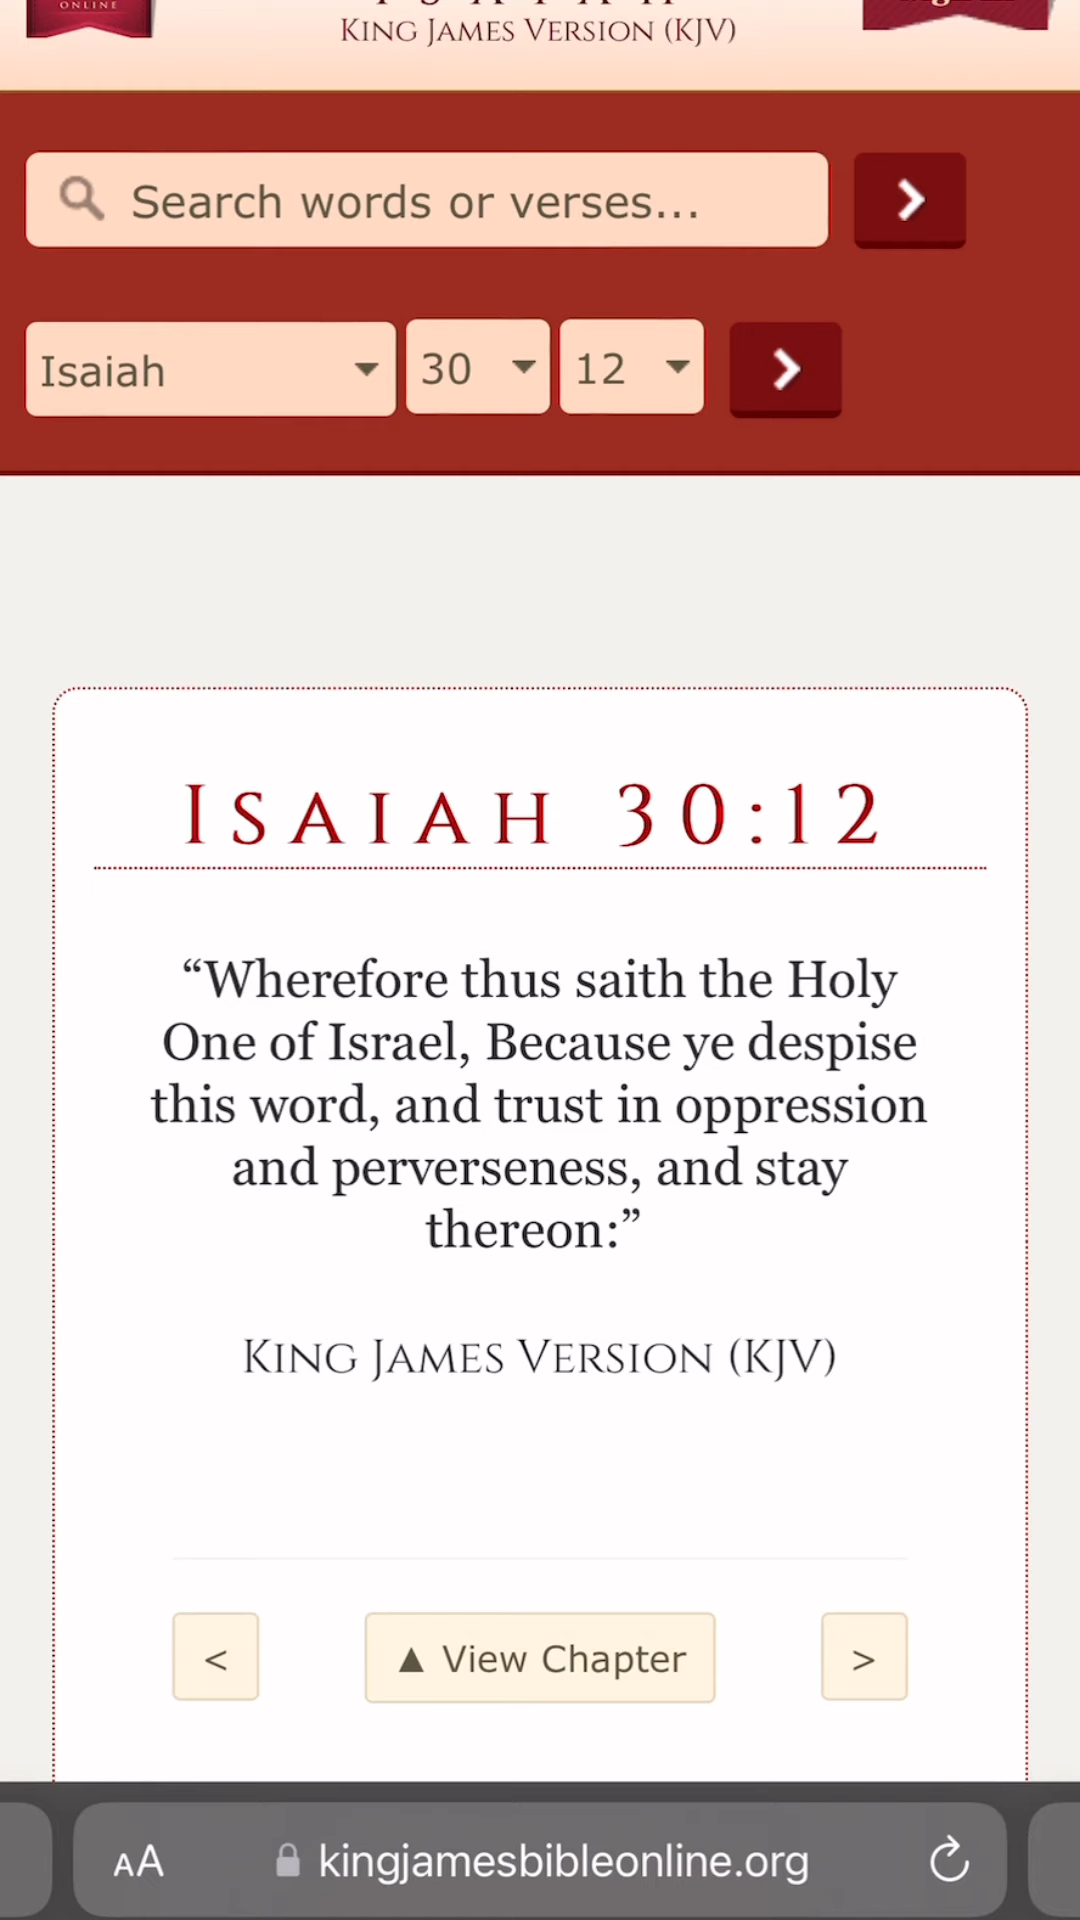 ONLINE
KING JAMES VERSION (KJV)
Search words or verses...
Isaiah 30 12
ISAIAH 30:12
“Wherefore thus saith the Holy
One of Israel, Because ye despise
this word, and trust in oppression
and perverseness, and stay
thereon:”
KING JAMES VERSION (KJV)
< ▲ View Chapter >
AA kingjamesbibleonline.org